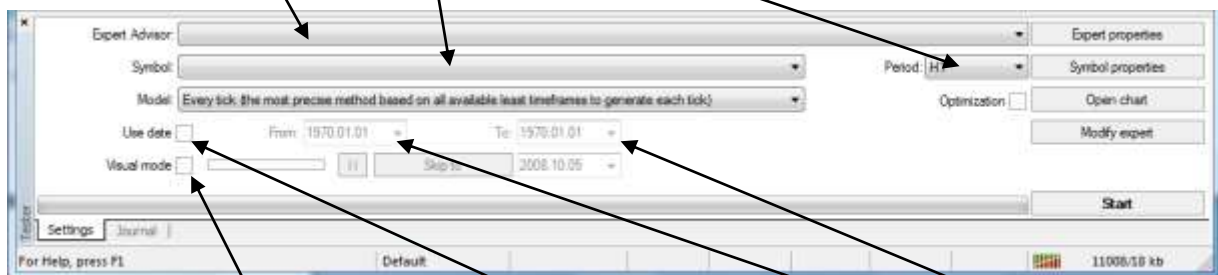 Expert Advisor: Expert properties
Symbol: Period: H1 Symbol properties
Model: Every tick (the most precise method based on all available least timeframes to generate each tick) Optimization Open chart
Use date From: 1970.01.01 To: 1970.01.01 Modify expert
Visual mode Skip to 2008.10.05
Start
Tester
Settings Journal
For Help, press F1 Default 11008/18 kb